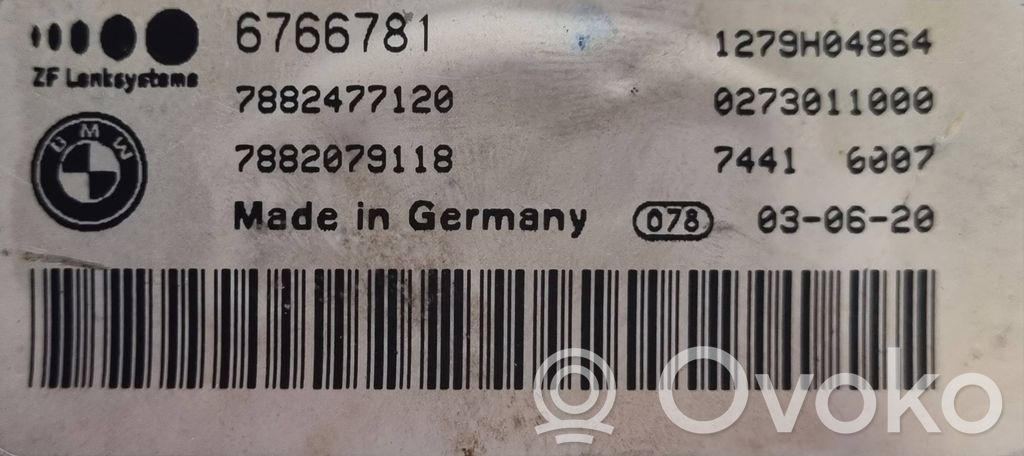 6766781 1279H04864
ZF Lenksysteme
7882477120 0273011000
BMW
7882079118 7441 6007
Made in Germany 078 03-06-20
Ovoko